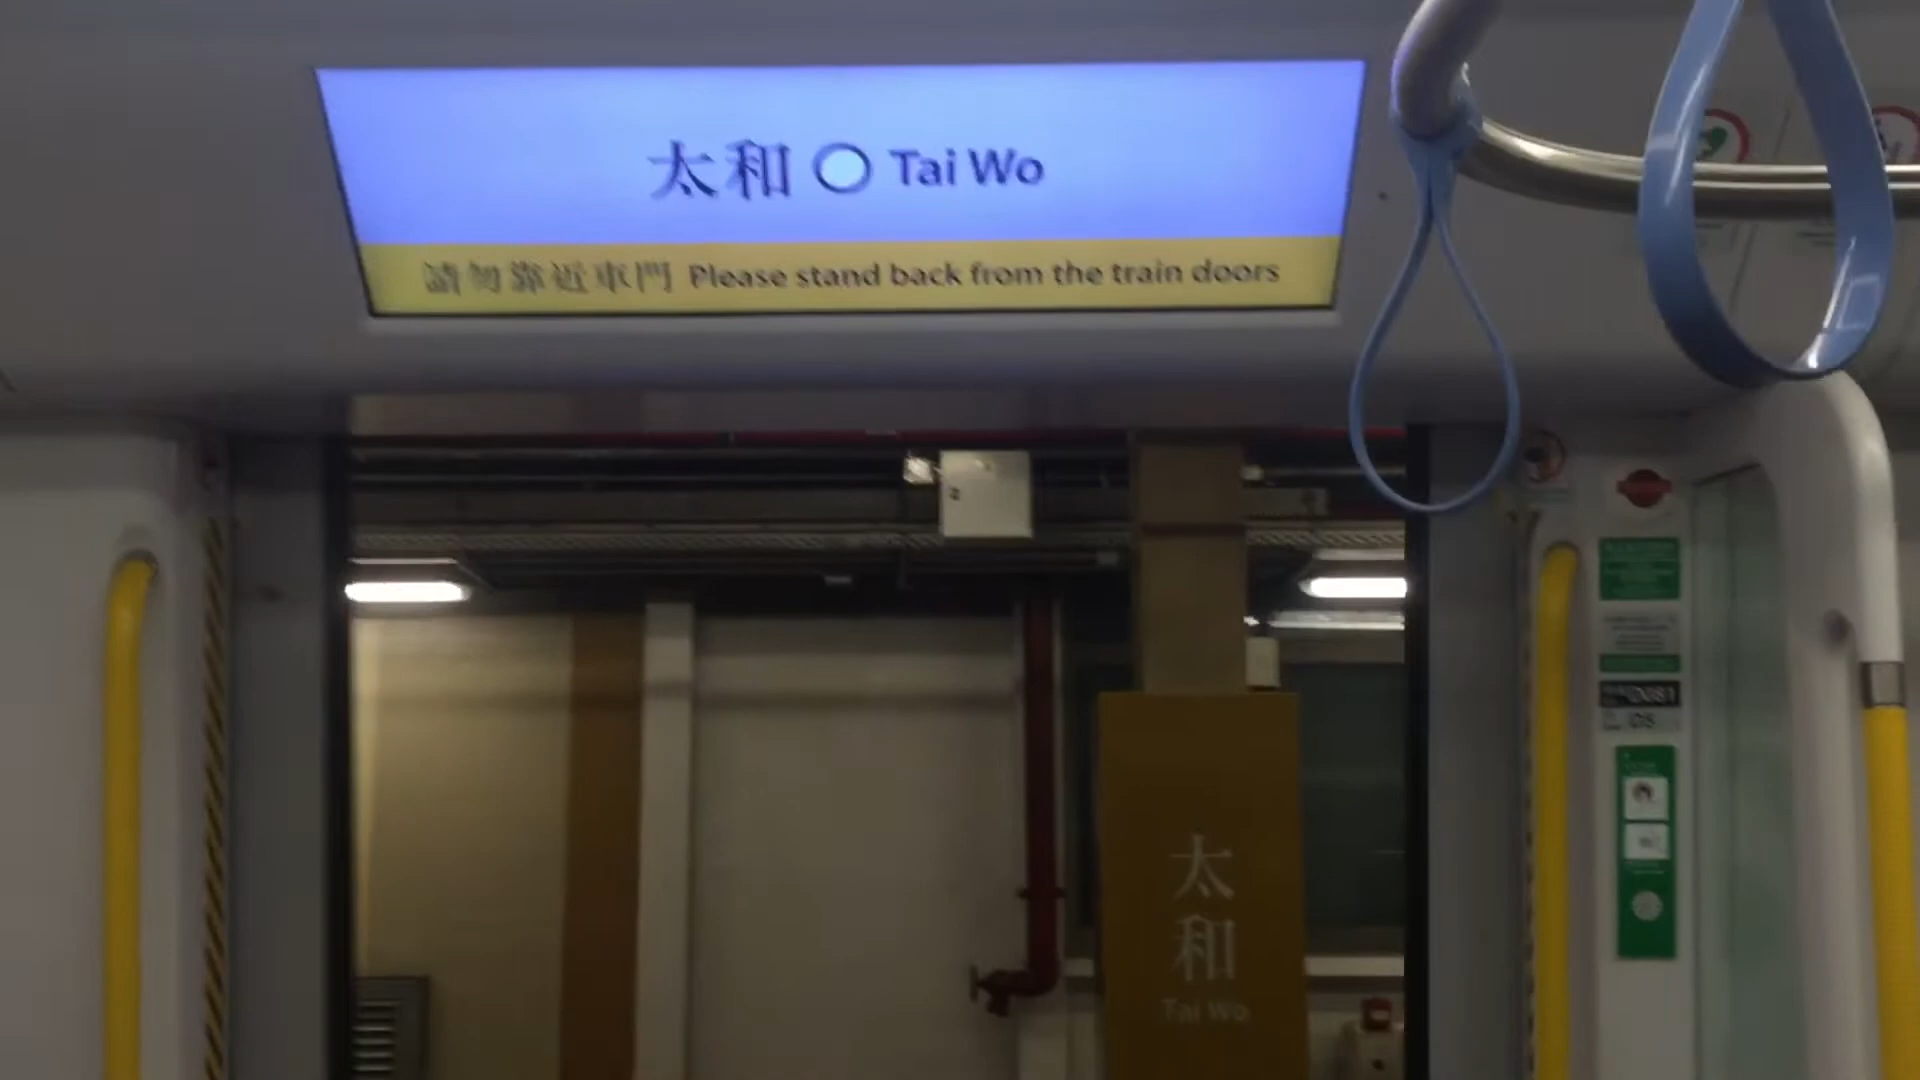 太和 ○ Tai Wo
請勿靠近車門 Please stand back from the train doors
太和
Tai Wo